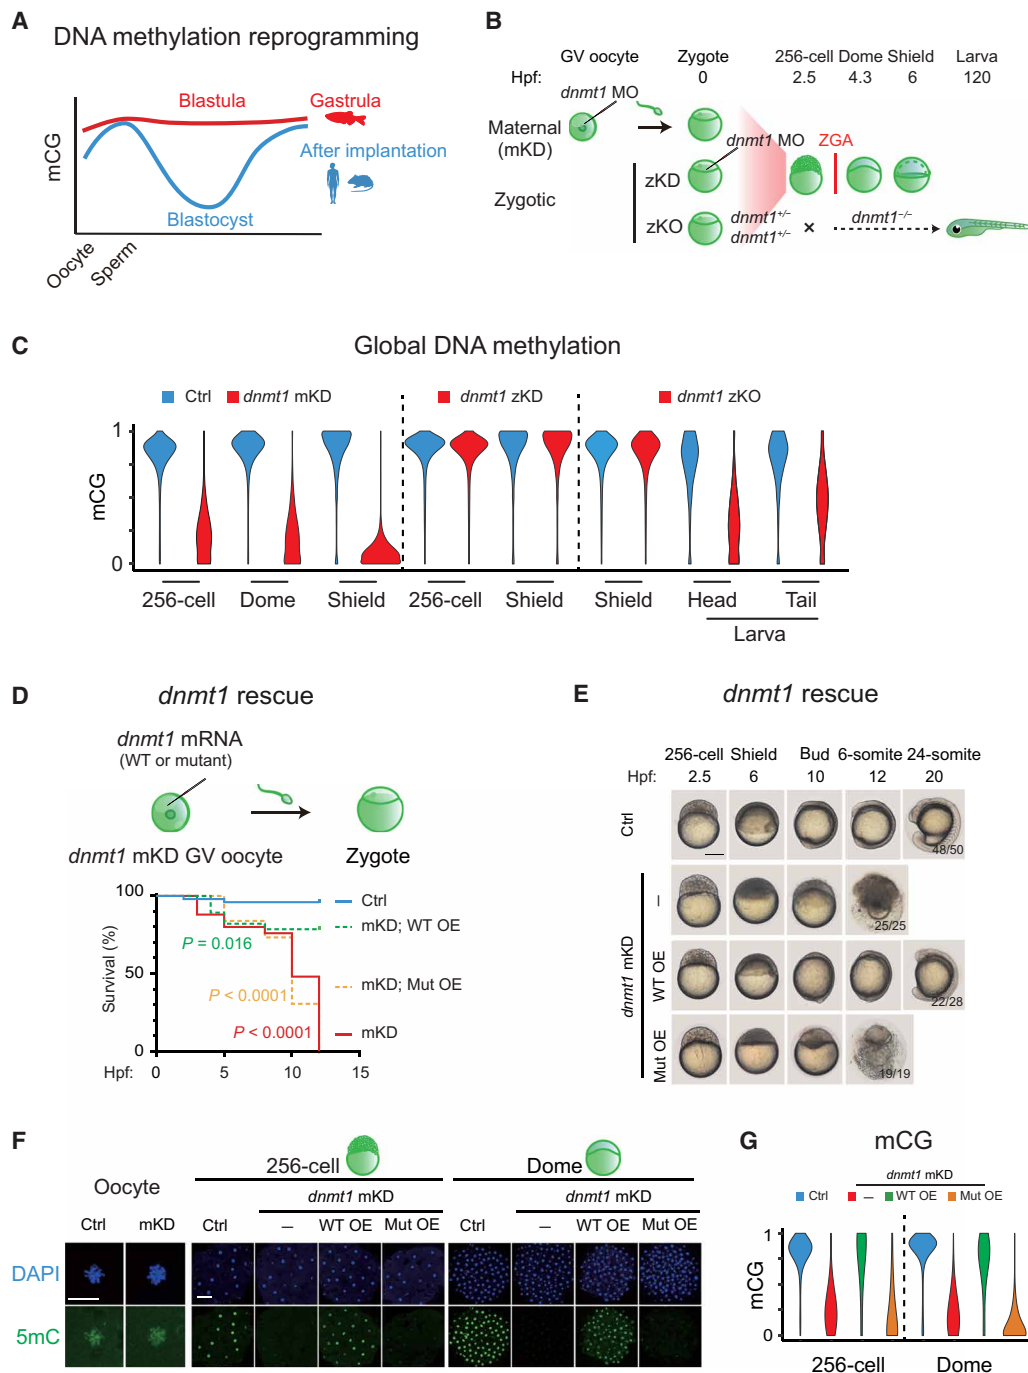 A
DNA methylation reprogramming
mCG
Blastula
Gastrula
After implantation
Blastocyst
Oocyte
Sperm
B
GV oocyte
Zygote
256-cell Dome Shield
Larva
Hpf:
0
2.5
4.3
6
120
dnmt1 MO
Maternal
(mKD)
dnmt1 MO
ZGA
Zygotic
zKD
zKO
dnmt1+/–
dnmt1+/–
×
dnmt1–/–
C
Global DNA methylation
Ctrl
dnmt1 mKD
dnmt1 zKD
dnmt1 zKO
mCG
1
0
256-cell
Dome
Shield
256-cell
Shield
Shield
Head
Tail
Larva
D
dnmt1 rescue
dnmt1 mRNA
(WT or mutant)
dnmt1 mKD GV oocyte
Zygote
Survival (%)
100
50
0
Ctrl
mKD; WT OE
P = 0.016
mKD; Mut OE
P < 0.0001
P < 0.0001
mKD
Hpf:
0
5
10
15
E
dnmt1 rescue
256-cell Shield Bud 6-somite 24-somite
Hpf:
2.5
6
10
12
20
Ctrl
48/50
dnmt1 mKD
–
25/25
WT OE
22/28
Mut OE
19/19
F
Oocyte
256-cell
Dome
dnmt1 mKD
dnmt1 mKD
Ctrl
mKD
Ctrl
–
WT OE
Mut OE
Ctrl
–
WT OE
Mut OE
DAPI
5mC
G
mCG
dnmt1 mKD
Ctrl
–
WT OE
Mut OE
mCG
1
0
256-cell
Dome